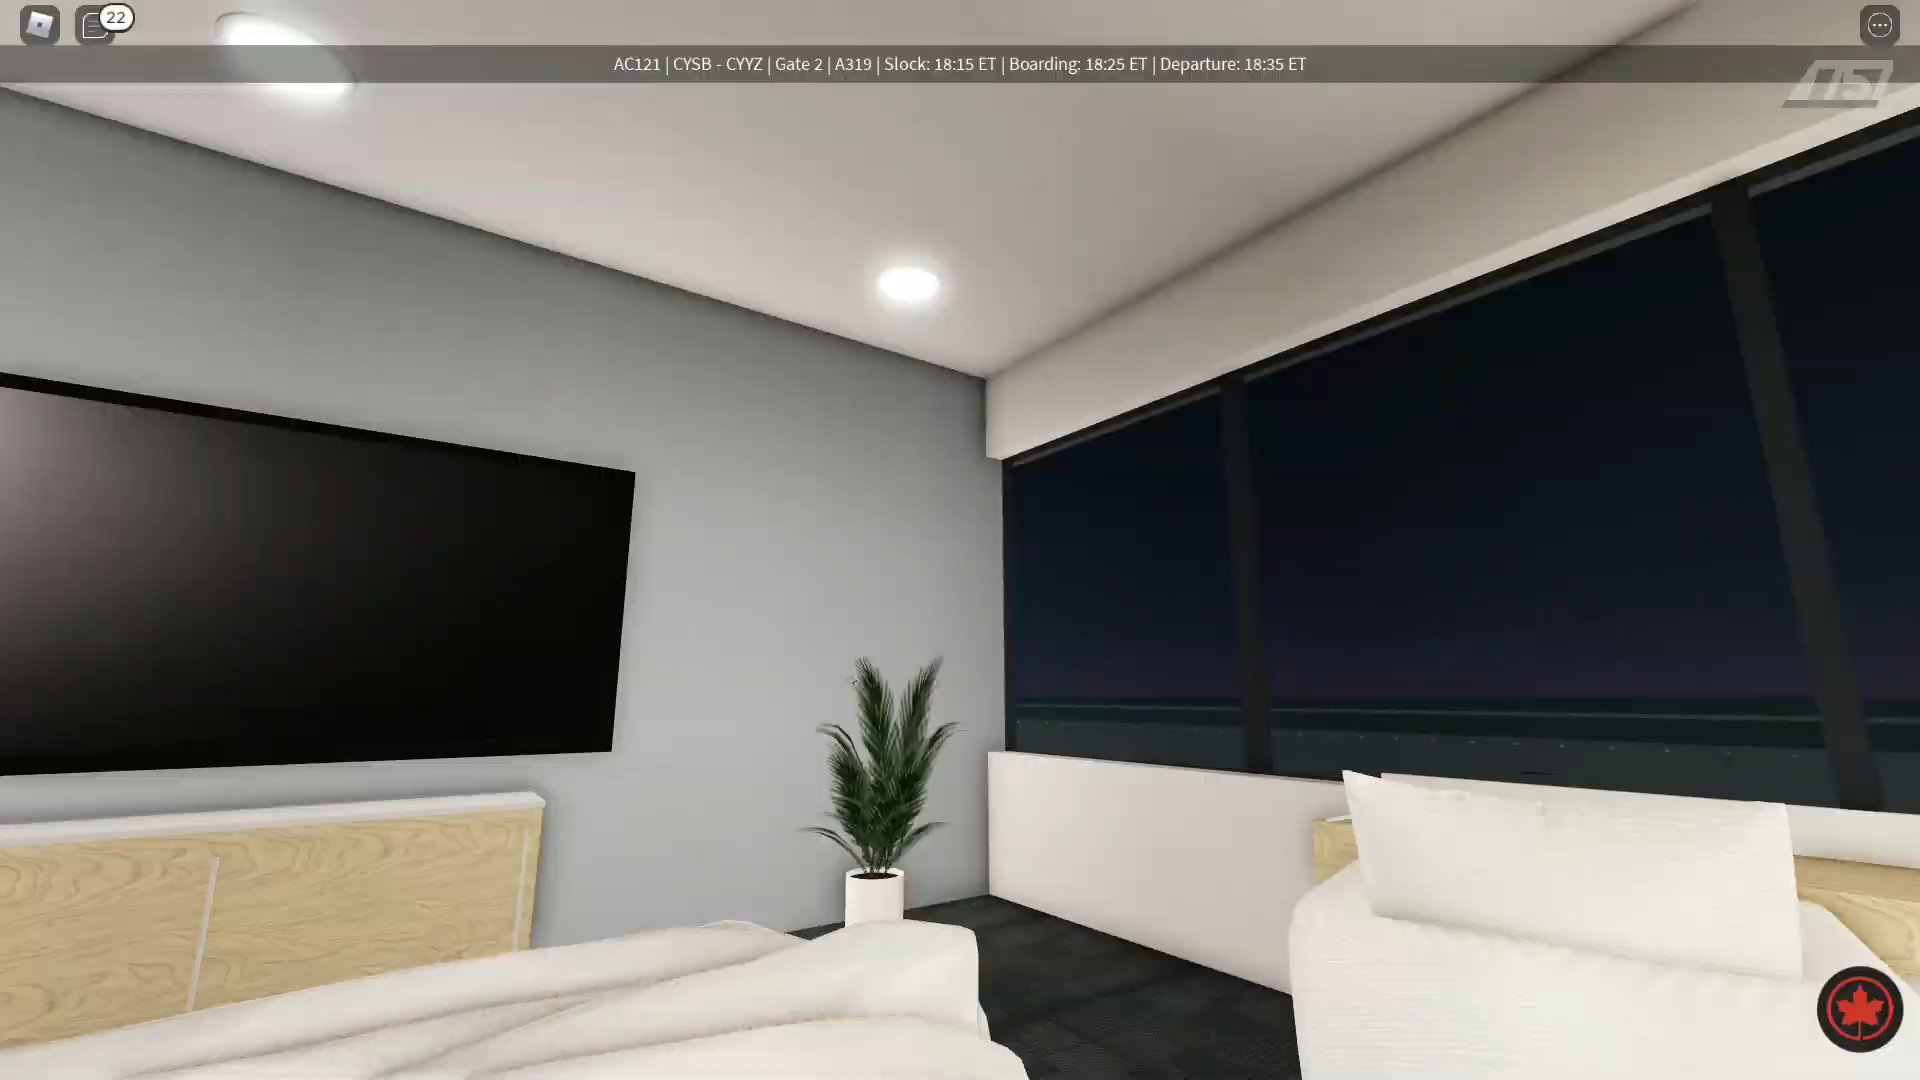 22
AC121 | CYSB - CYYZ | Gate 2 | A319 | Slock: 18:15 ET | Boarding: 18:25 ET | Departure: 18:35 ET
757